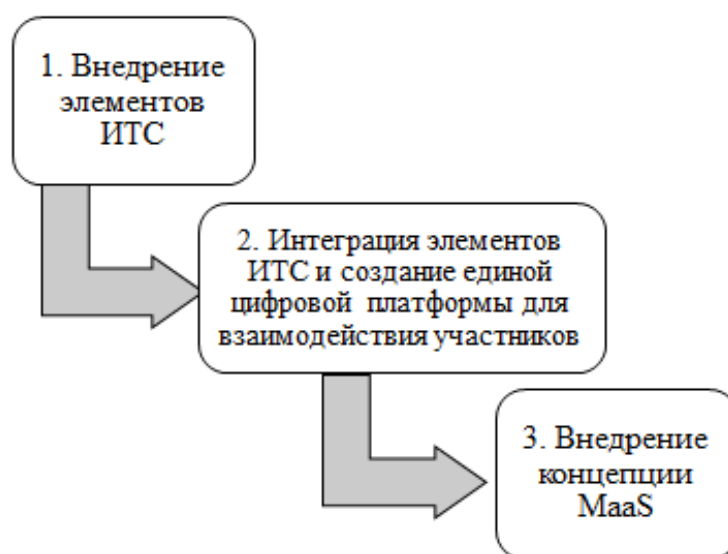 1. Внедрение
элементов
ИТС
2. Интеграция элементов
ИТС и создание единой
цифровой платформы для
взаимодействия участников
3. Внедрение
концепции
MaaS